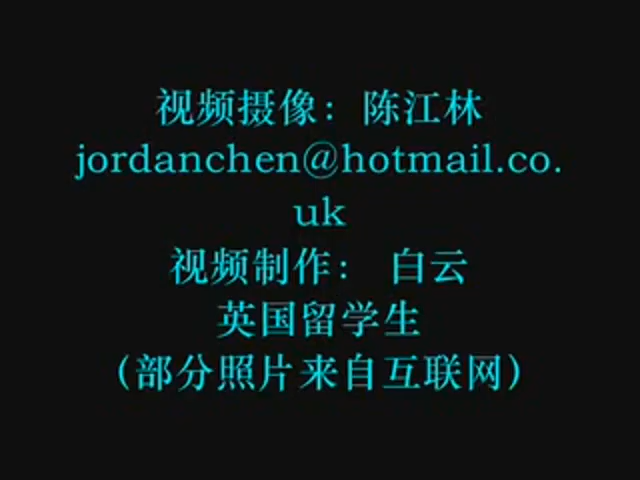 视频摄像：陈江林
jordanchen@hotmail.co.
uk
视频制作： 白云
英国留学生
（部分照片来自互联网）